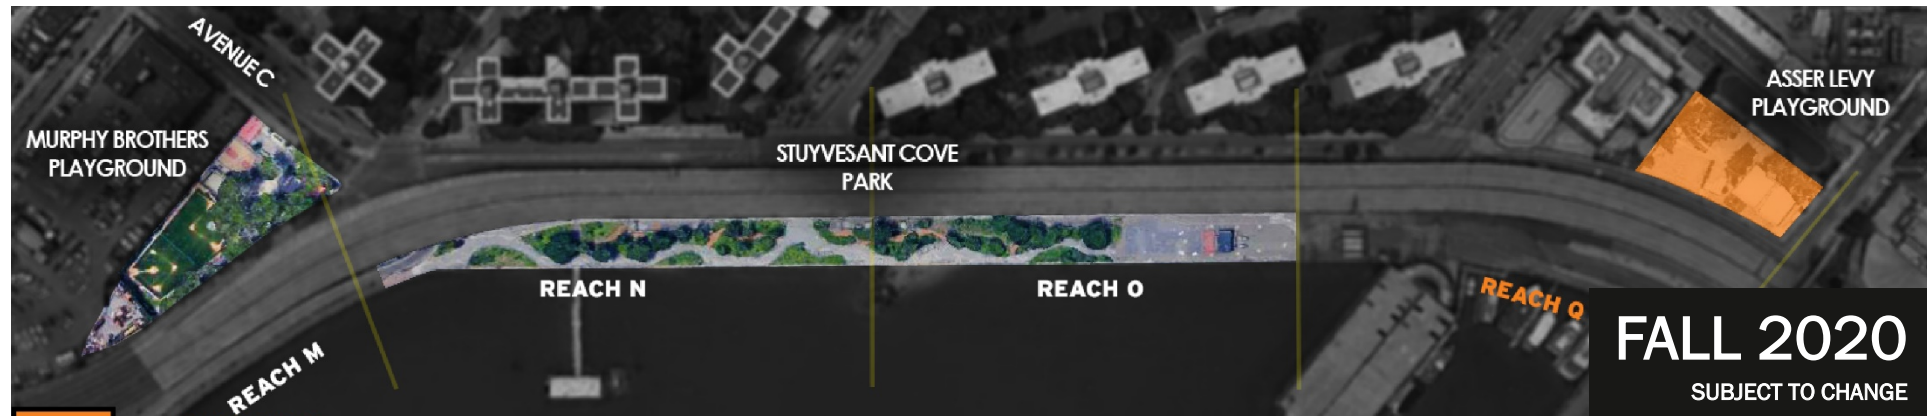 AVENUE C
MURPHY BROTHERS
PLAYGROUND
STUYVESANT COVE
PARK
ASSER LEVY
PLAYGROUND
REACH M
REACH N
REACH O
REACH Q
FALL 2020
SUBJECT TO CHANGE